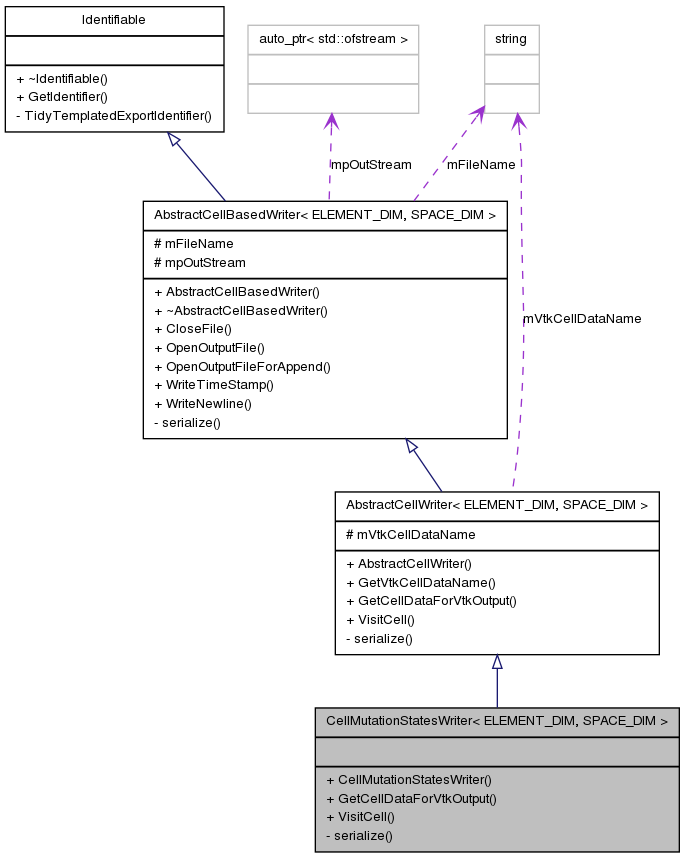 Identifiable
+ ~Identifiable()
+ GetIdentifier()
- TidyTemplatedExportIdentifier()
auto_ptr< std::ofstream >
string
mpOutStream
mFileName
AbstractCellBasedWriter< ELEMENT_DIM, SPACE_DIM >
# mFileName
# mpOutStream
+ AbstractCellBasedWriter()
+ ~AbstractCellBasedWriter()
+ CloseFile()
+ OpenOutputFile()
+ OpenOutputFileForAppend()
+ WriteTimeStamp()
+ WriteNewline()
- serialize()
mVtkCellDataName
AbstractCellWriter< ELEMENT_DIM, SPACE_DIM >
# mVtkCellDataName
+ AbstractCellWriter()
+ GetVtkCellDataName()
+ GetCellDataForVtkOutput()
+ VisitCell()
- serialize()
CellMutationStatesWriter< ELEMENT_DIM, SPACE_DIM >
+ CellMutationStatesWriter()
+ GetCellDataForVtkOutput()
+ VisitCell()
- serialize()